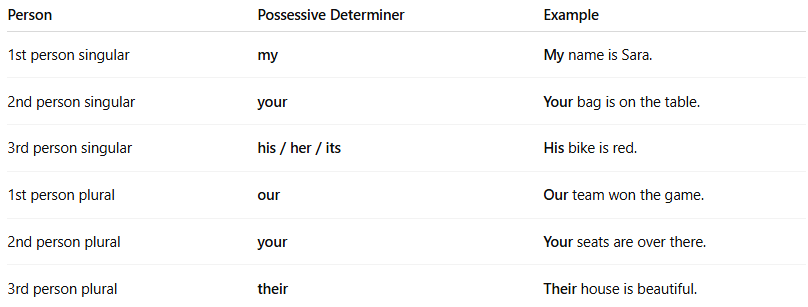 Person Possessive Determiner Example
1st person singular my My name is Sara.
2nd person singular your Your bag is on the table.
3rd person singular his / her / its His bike is red.
1st person plural our Our team won the game.
2nd person plural your Your seats are over there.
3rd person plural their Their house is beautiful.